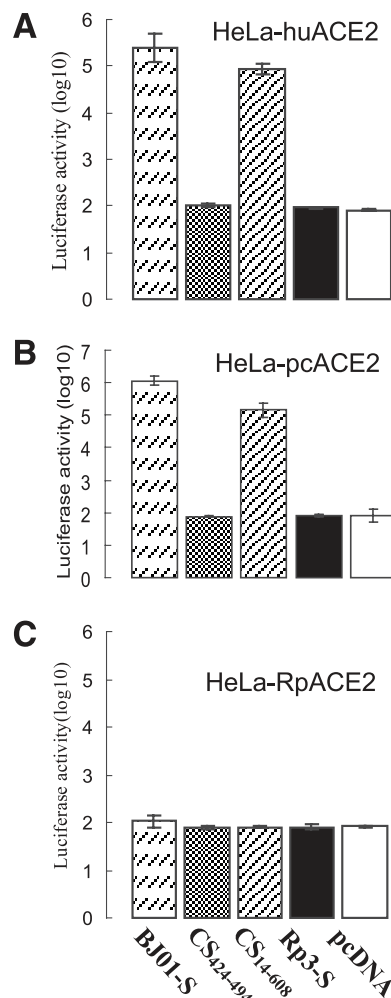 A
HeLa-huACE2
Luciferase activity (log10)
6
5
4
3
2
1
0
B
HeLa-pcACE2
Luciferase activity (log10)
7
6
5
4
3
2
1
0
C
HeLa-RpACE2
Luciferase activity(log10)
6
5
4
3
2
1
0
BJ01-S
CS424-494
CS14-608
Rp3-S
pcDNA